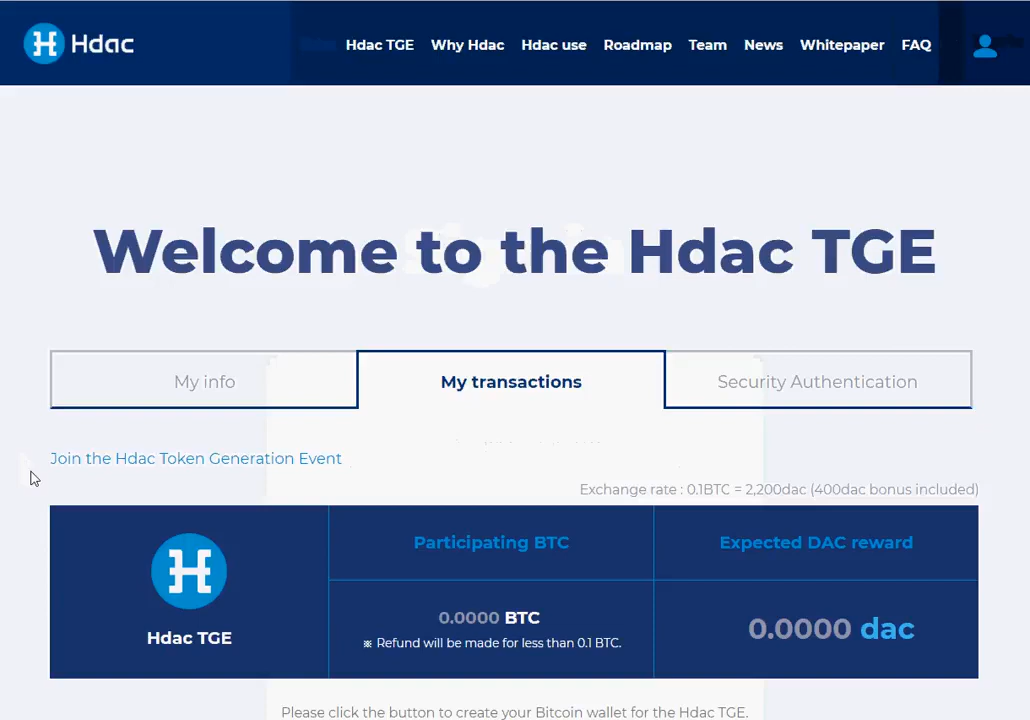 Hdac
Hdac TGE Why Hdac Hdac use Roadmap Team News Whitepaper FAQ
Welcome to the Hdac TGE
My info My transactions Security Authentication
Join the Hdac Token Generation Event
Exchange rate : 0.1BTC = 2,200dac (400dac bonus included)
Participating BTC Expected DAC reward
Hdac TGE
0.0000 BTC
※ Refund will be made for less than 0.1 BTC.
0.0000 dac
Please click the button to create your Bitcoin wallet for the Hdac TGE.